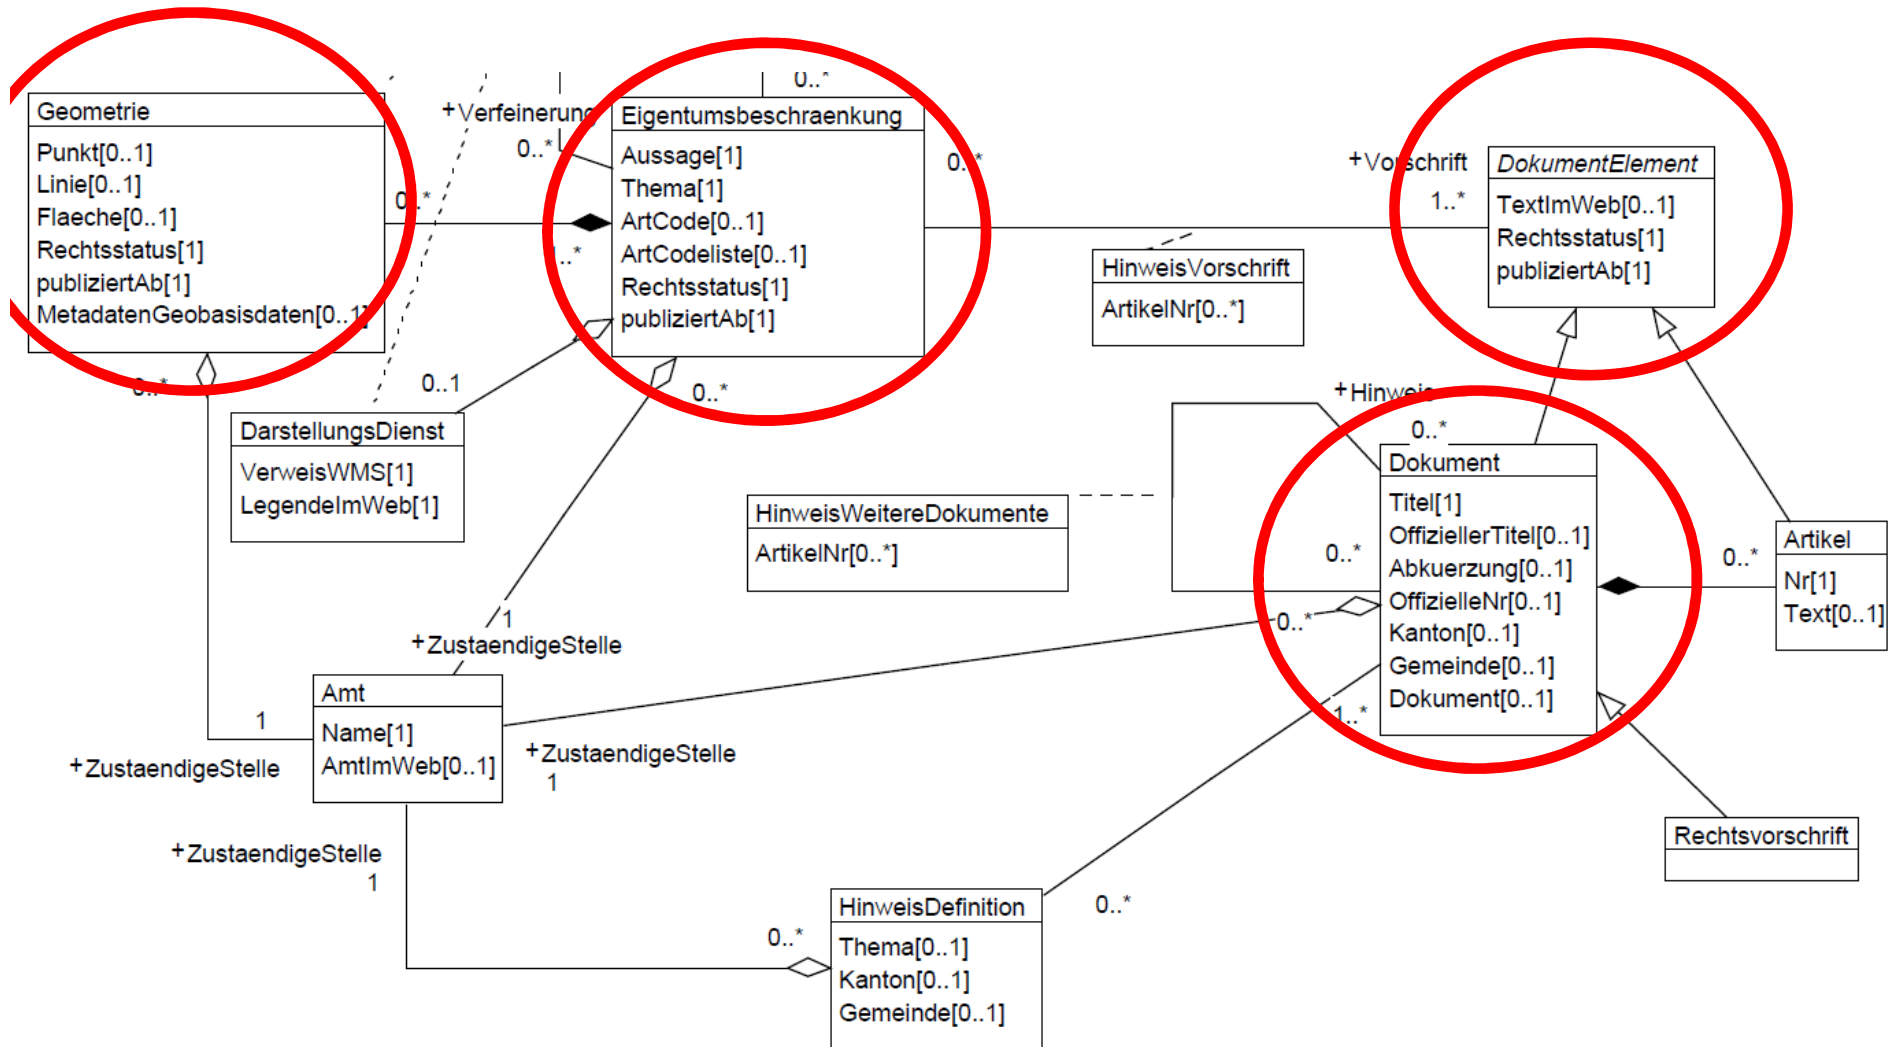 0..*
Geometrie
Punkt[0..1]
Linie[0..1]
Flaeche[0..1]
Rechtsstatus[1]
publiziertAb[1]
MetadatenGeobasisdaten[0..1]
+Verfeinerung
0..*
0..*
Eigentumsbeschraenkung
Aussage[1]
Thema[1]
ArtCode[0..1]
ArtCodeliste[0..1]
Rechtsstatus[1]
publiziertAb[1]
1..*
0..*
+Vorschrift
1..*
HinweisVorschrift
ArtikelNr[0..*]
DokumentElement
TextImWeb[0..1]
Rechtsstatus[1]
publiziertAb[1]
0..*
0..1
0..*
DarstellungsDienst
VerweisWMS[1]
LegendeImWeb[1]
+Hinweis
0..*
HinweisWeitereDokumente
ArtikelNr[0..*]
0..*
Dokument
Titel[1]
OffiziellerTitel[0..1]
Abkuerzung[0..1]
OffizielleNr[0..1]
Kanton[0..1]
Gemeinde[0..1]
Dokument[0..1]
0..*
Artikel
Nr[1]
Text[0..1]
0..*
1
+ZustaendigeStelle
1..*
Amt
Name[1]
AmtImWeb[0..1]
1
+ZustaendigeStelle
+ZustaendigeStelle
1
+ZustaendigeStelle
1
Rechtsvorschrift
0..*
HinweisDefinition
Thema[0..1]
Kanton[0..1]
Gemeinde[0..1]
0..*